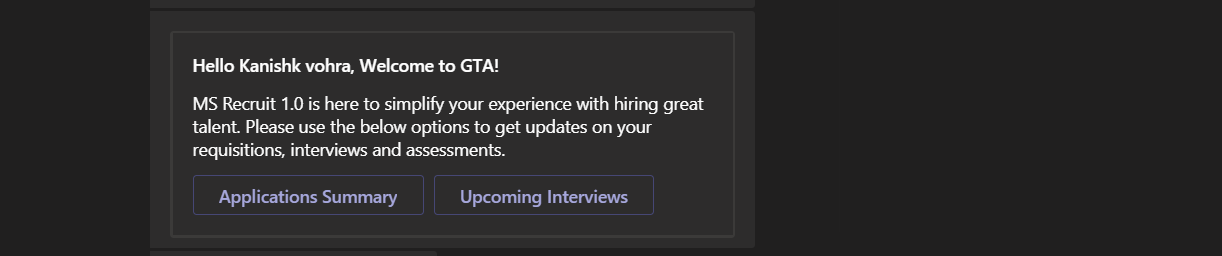 Hello Kanishk vohra, Welcome to GTA!
MS Recruit 1.0 is here to simplify your experience with hiring great
talent. Please use the below options to get updates on your
requisitions, interviews and assessments.
Applications Summary
Upcoming Interviews